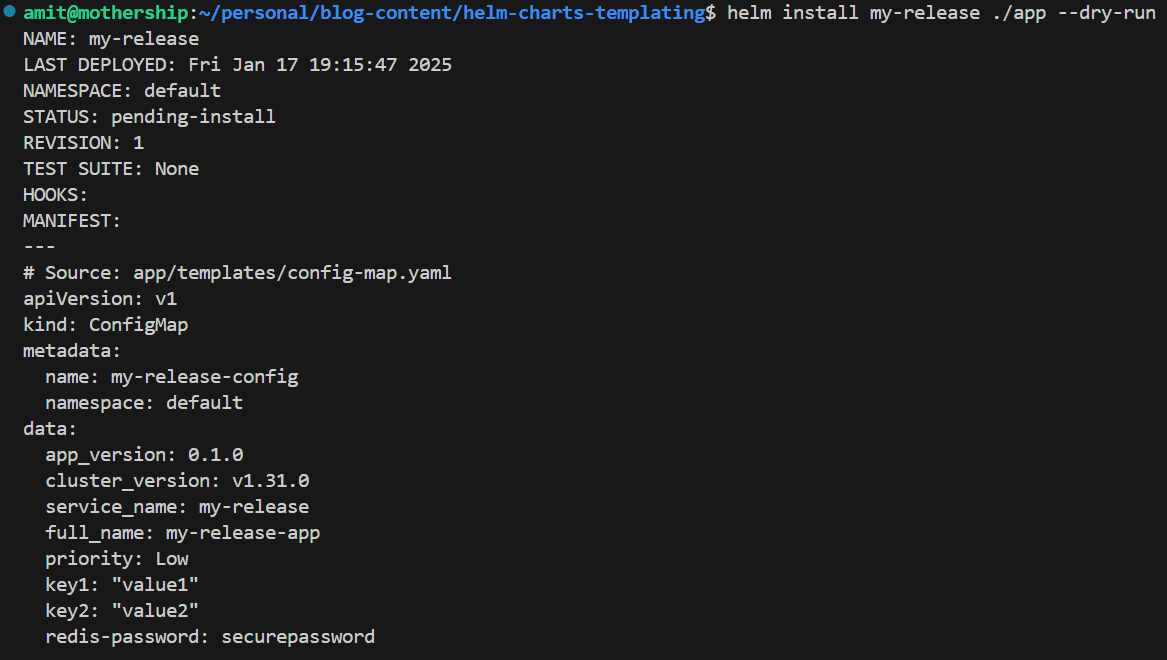 amit@mothership:~/personal/blog-content/helm-charts-templating$ helm install my-release ./app --dry-run
NAME: my-release
LAST DEPLOYED: Fri Jan 17 19:15:47 2025
NAMESPACE: default
STATUS: pending-install
REVISION: 1
TEST SUITE: None
HOOKS:
MANIFEST:
---
# Source: app/templates/config-map.yaml
apiVersion: v1
kind: ConfigMap
metadata:
  name: my-release-config
  namespace: default
data:
  app_version: 0.1.0
  cluster_version: v1.31.0
  service_name: my-release
  full_name: my-release-app
  priority: Low
  key1: "value1"
  key2: "value2"
  redis-password: securepassword